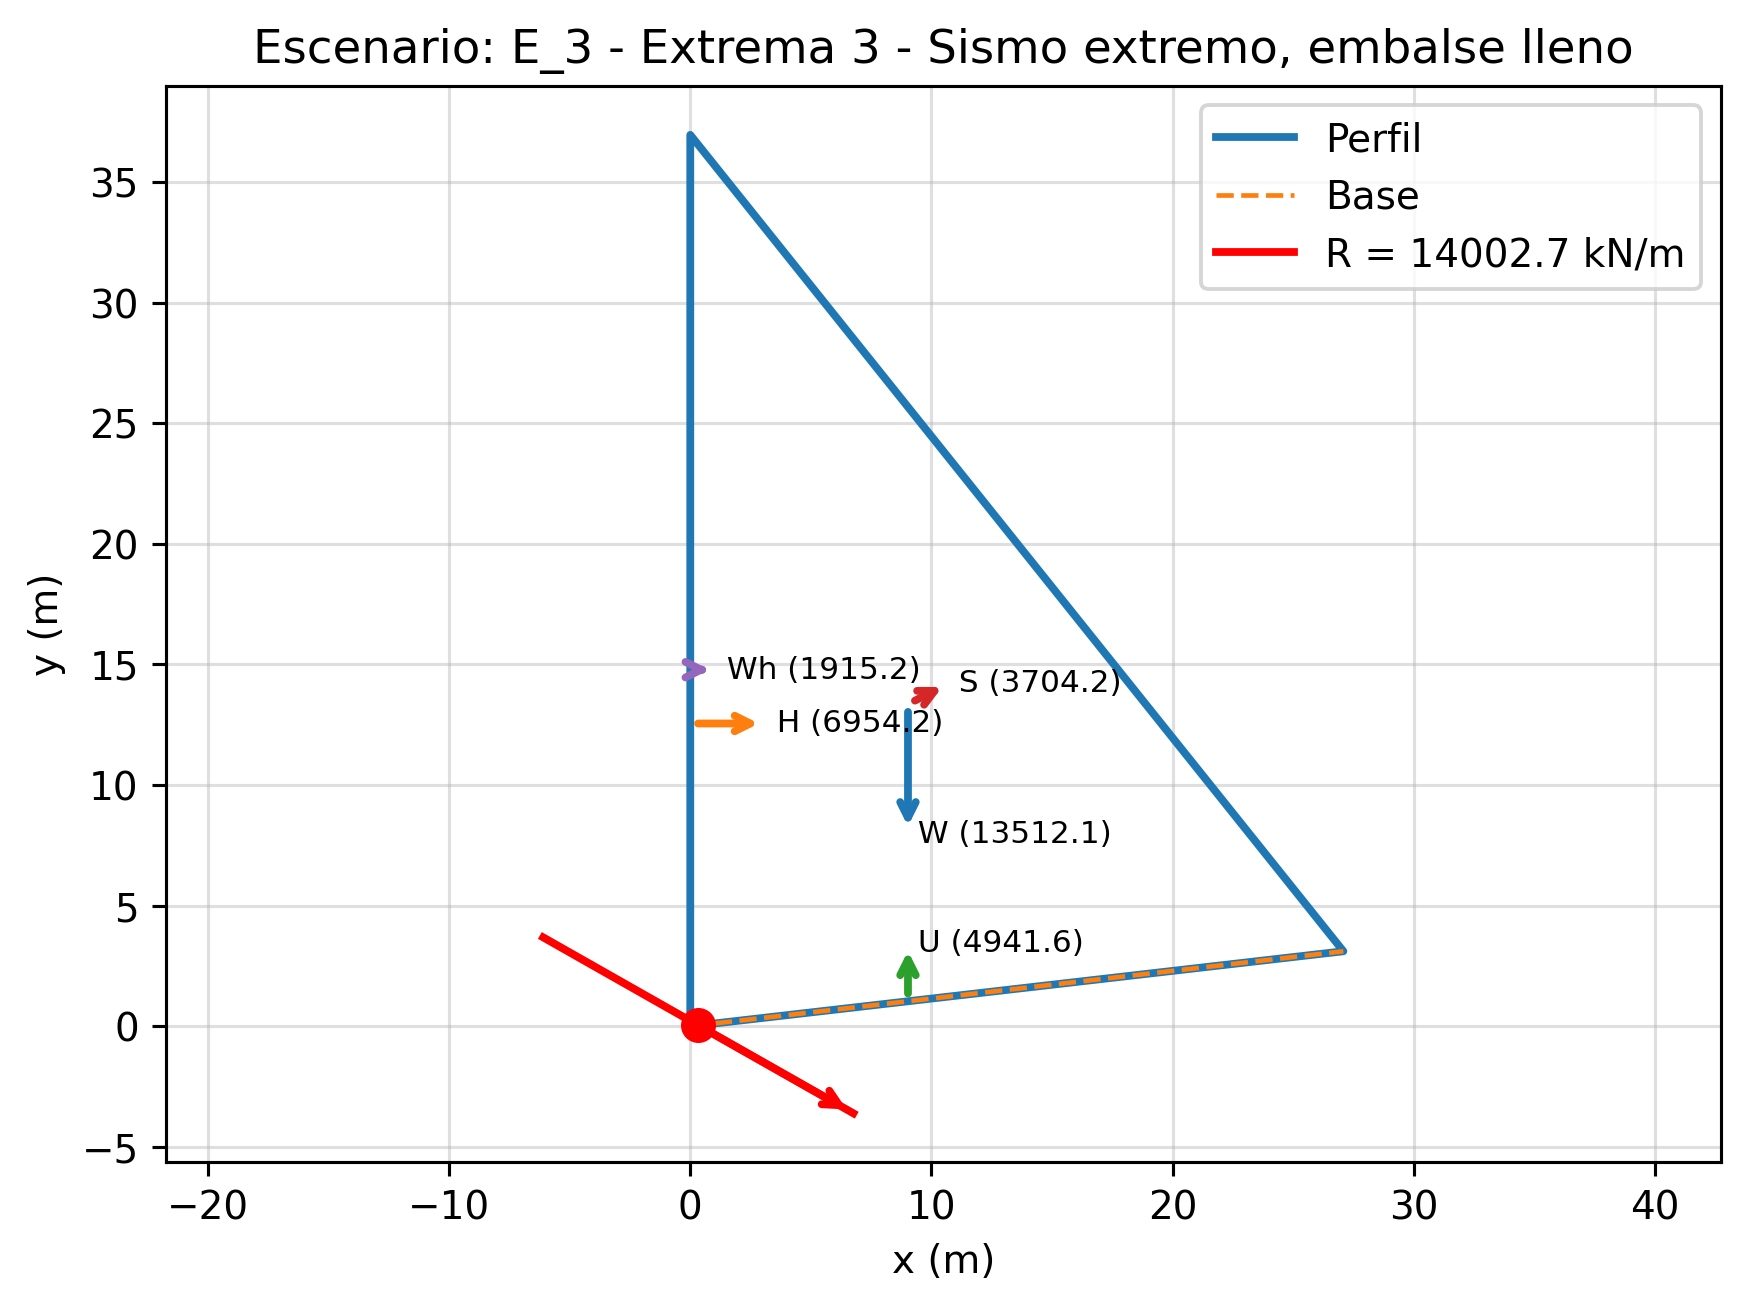 Escenario: E_3 - Extrema 3 - Sismo extremo, embalse lleno
Perfil
Base
R = 14002.7 kN/m
35
30
25
20
15
10
5
0
−5
y (m)
Wh (1915.2)
S (3704.2)
H (6954.2)
W (13512.1)
U (4941.6)
−20
−10
0
10
20
30
40
x (m)